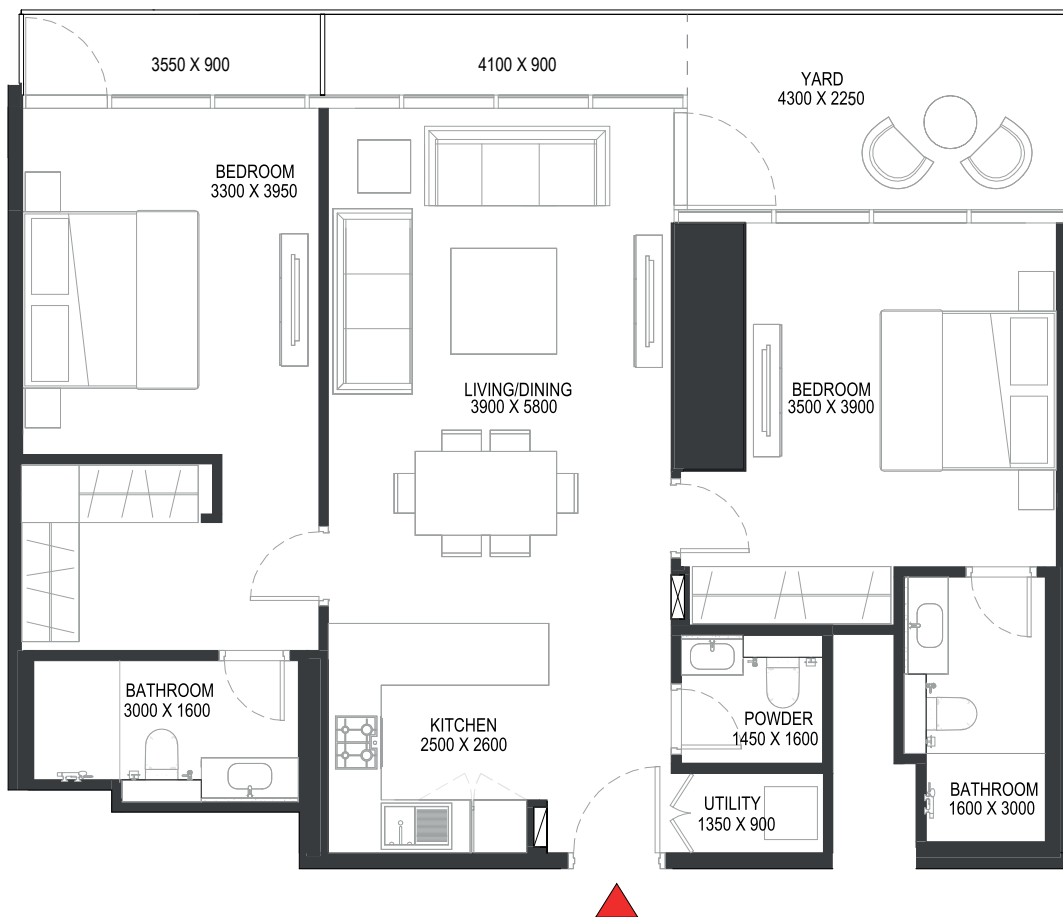 3550 X 900
4100 X 900
YARD
4300 X 2250
BEDROOM
3300 X 3950
LIVING/DINING
3900 X 5800
BEDROOM
3500 X 3900
BATHROOM
3000 X 1600
KITCHEN
2500 X 2600
POWDER
1450 X 1600
UTILITY
1350 X 900
BATHROOM
1600 X 3000